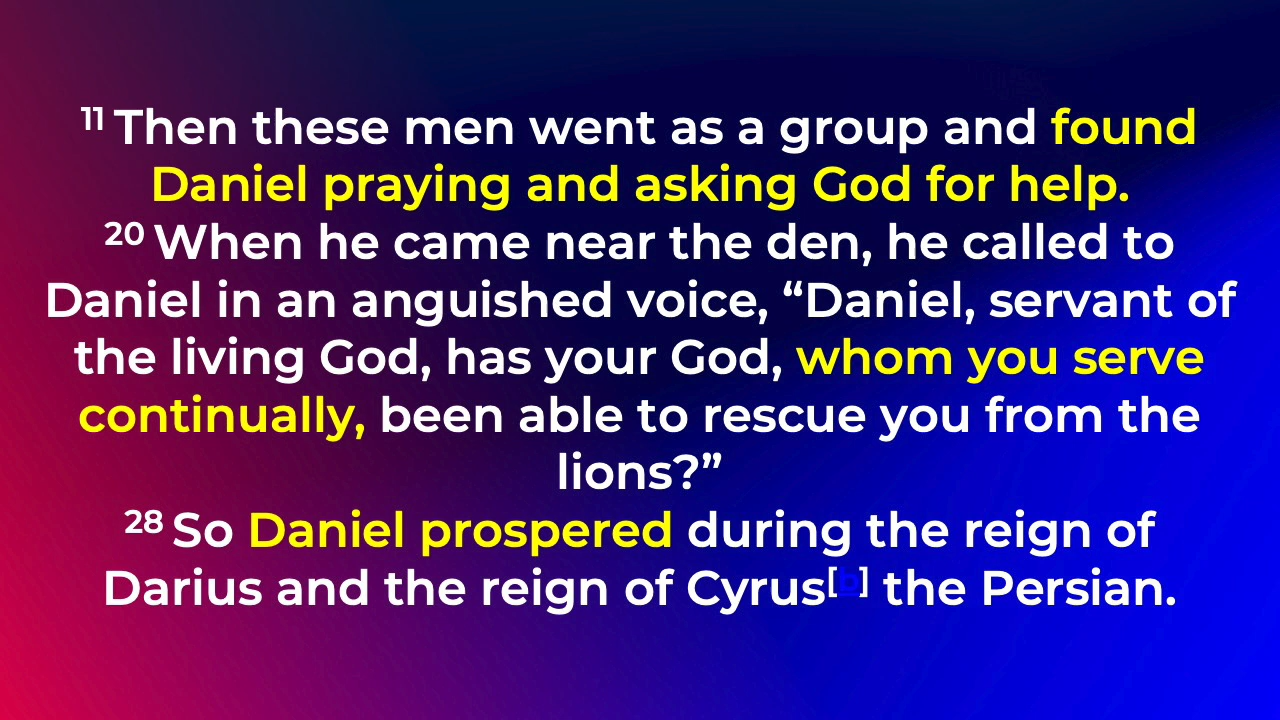 11 Then these men went as a group and found
Daniel praying and asking God for help.
20 When he came near the den, he called to
Daniel in an anguished voice, “Daniel, servant of
the living God, has your God, whom you serve
continually, been able to rescue you from the
lions?”
28 So Daniel prospered during the reign of
Darius and the reign of Cyrus[b] the Persian.